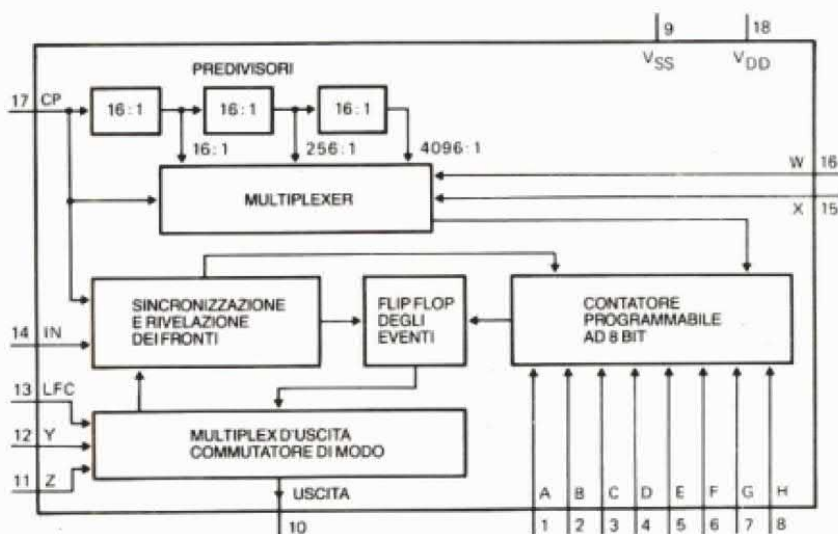 9 18
VSS VDD
PREDIVISORI
17 CP
16:1 16:1 16:1
16:1 256:1 4096:1
MULTIPLEXER
W 16
X 15
SINCRONIZZAZIONE
E RIVELAZIONE
DEI FRONTI
FLIP FLOP
DEGLI
EVENTI
CONTATORE
PROGRAMMABILE
AD 8 BIT
14 IN
13 LFC
12 Y
11 Z
MULTIPLEX D'USCITA
COMMUTATORE DI MODO
USCITA
10
A B C D E F G H
1 2 3 4 5 6 7 8